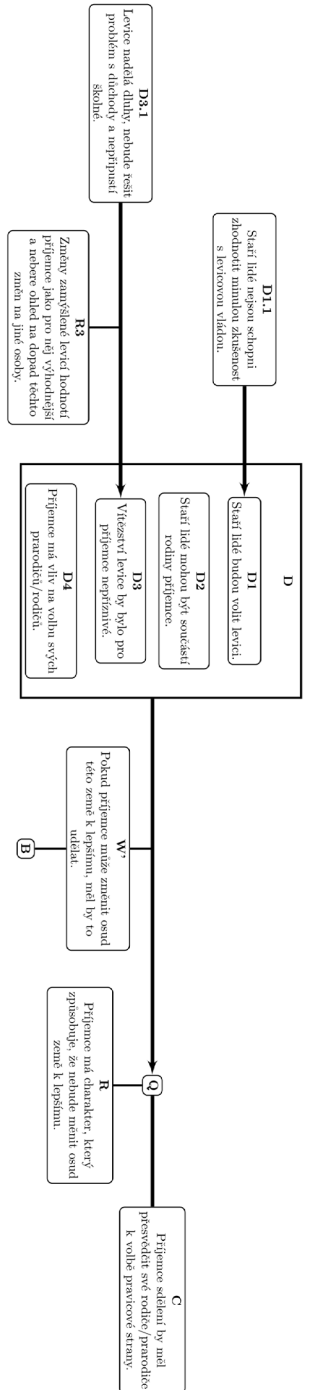 D3.1
Levice nadělá dluhy, nebude řešit
problém s důchody a nepřipustí
školné.
D1.1
Staří lidé nejsou schopni
zhodnotit minulou zkušenost
s levicovou vládou.
R3
Změny zamýšlené levicí hodnotí
příjemce jako pro něj výhodnější
a nebere ohled na dopad těchto
změn na jiné osoby.
D
D1
Staří lidé budou volit levici.
D2
Staří lidé mohou být součástí
rodiny příjemce.
D3
Vítězství levice by bylo pro
příjemce nepříznivé.
D4
Příjemce má vliv na volbu svých
prarodičů/rodičů.
W'
Pokud příjemce může změnit osud
této země k lepšímu, měl by to
udělat.
B
Q
R
Příjemce má charakter, který
způsobuje, že nebude měnit osud
země k lepšímu.
C
Příjemce sdělení by měl
přesvědčit své rodiče/prarodiče
k volbě pravicové strany.